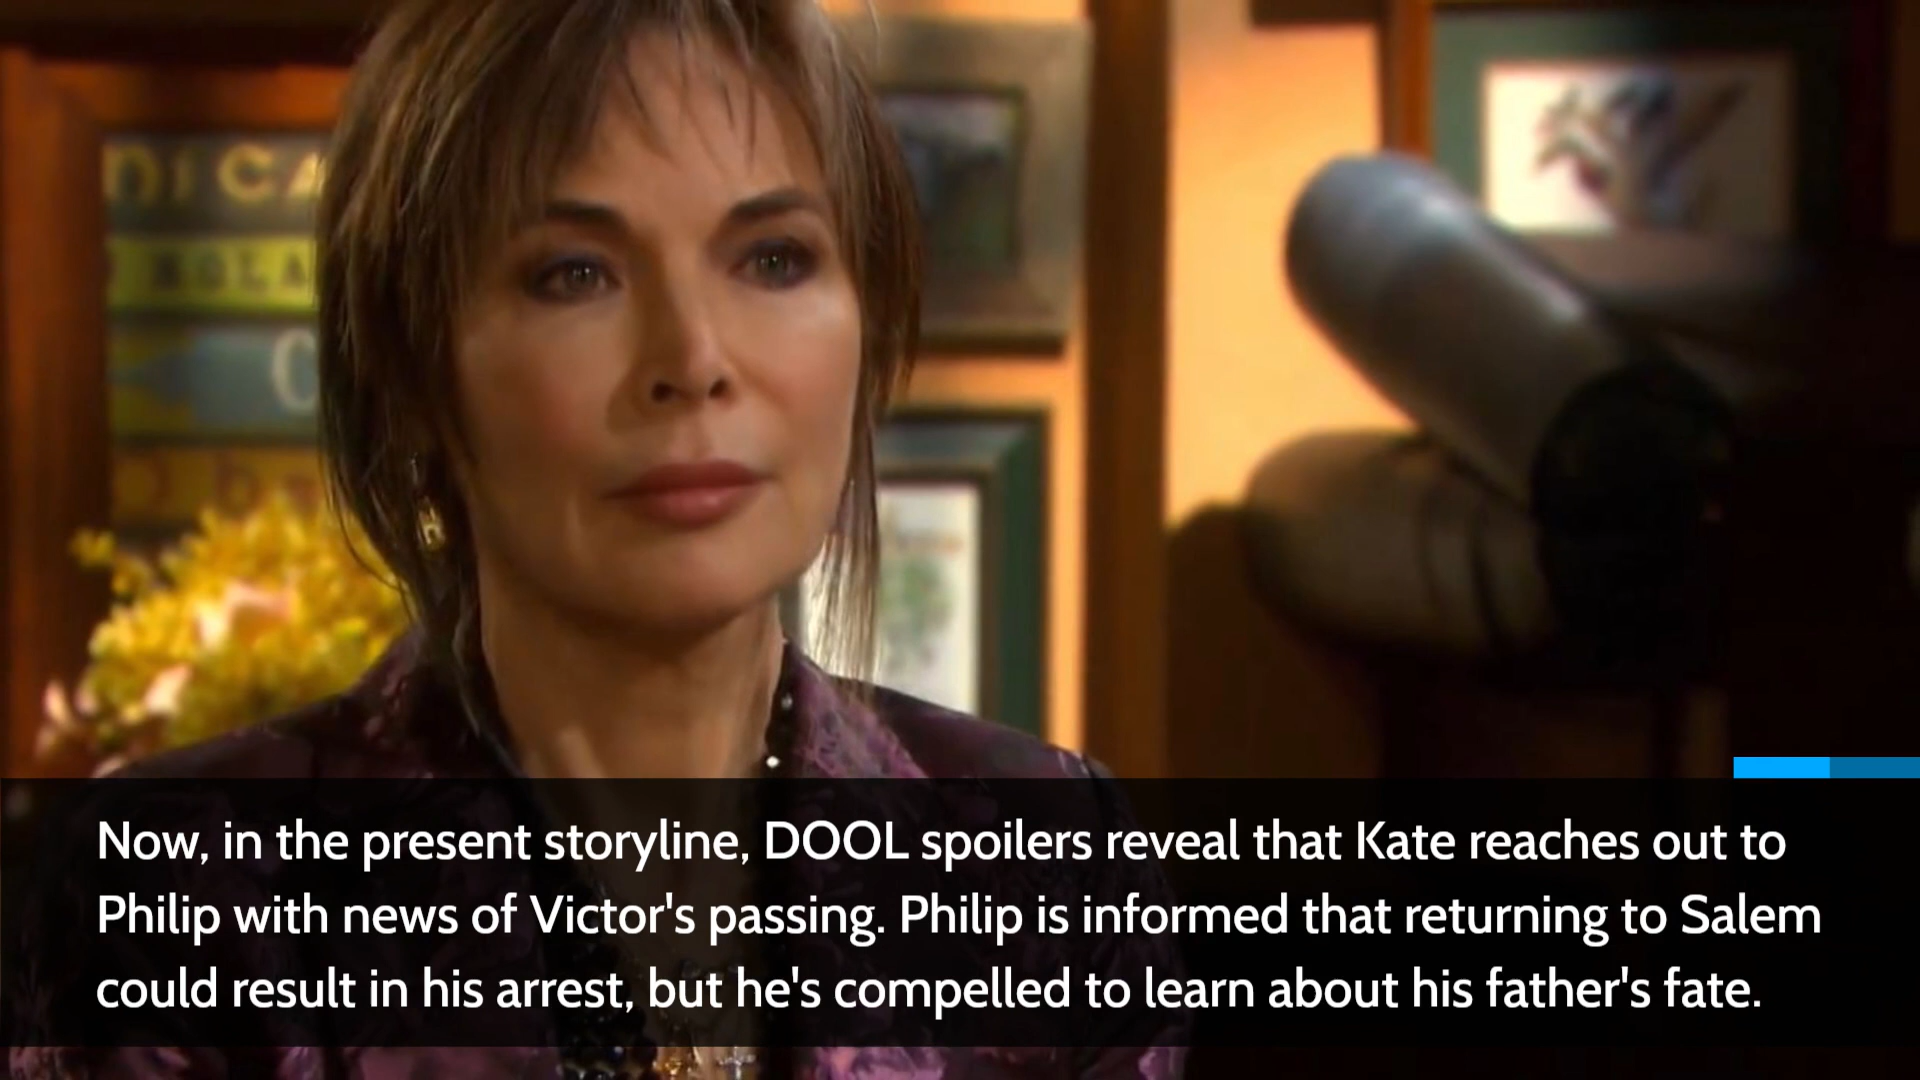 NICA
Now, in the present storyline, DOOL spoilers reveal that Kate reaches out to
Philip with news of Victor's passing. Philip is informed that returning to Salem
could result in his arrest, but he's compelled to learn about his father's fate.